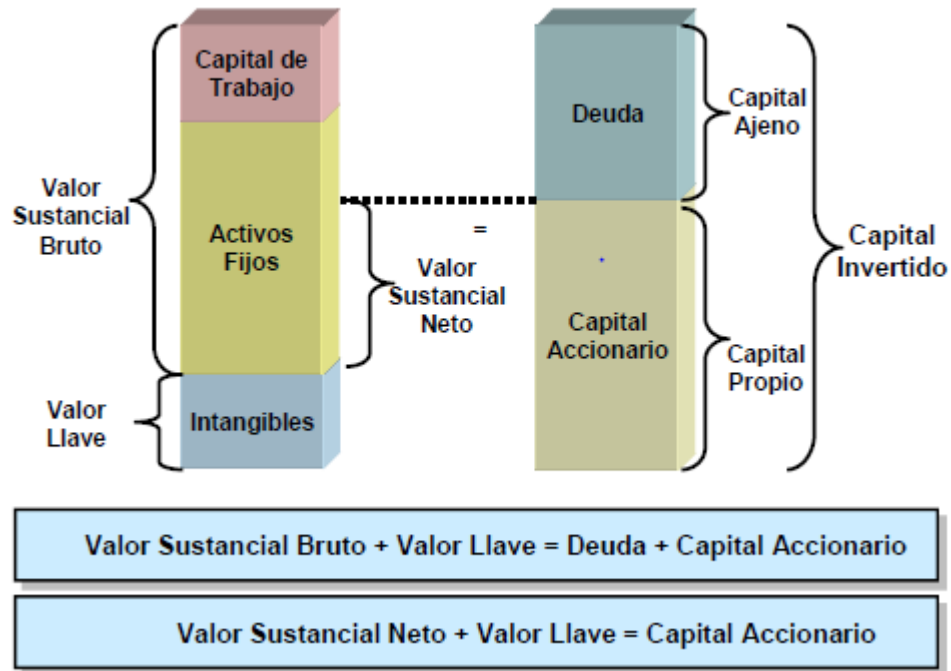 Capital de
Trabajo
Activos
Fijos
Intangibles
Valor
Sustancial
Bruto
Valor
Llave
=
Valor
Sustancial
Neto
Deuda
Capital
Accionario
Capital
Ajeno
Capital
Propio
Capital
Invertido
Valor Sustancial Bruto + Valor Llave = Deuda + Capital Accionario
Valor Sustancial Neto + Valor Llave = Capital Accionario